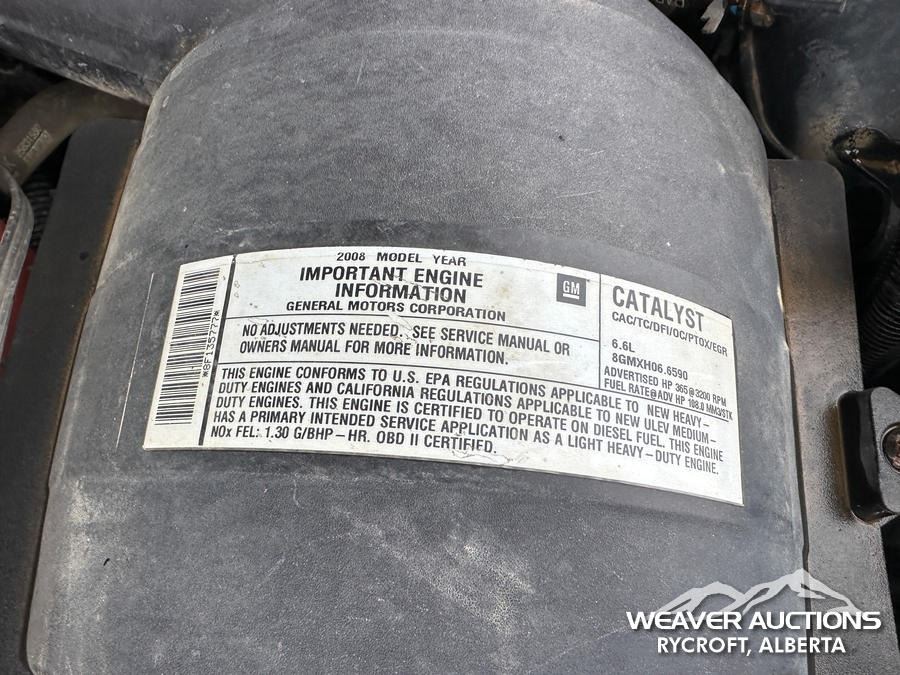 2008 MODEL YEAR
IMPORTANT ENGINE
INFORMATION
GENERAL MOTORS CORPORATION
GM
NO ADJUSTMENTS NEEDED. SEE SERVICE MANUAL OR
OWNERS MANUAL FOR MORE INFORMATION.
CATALYST
CAC/TC/DFI/OC/PTOX/EGR
6.6L
8GMXH06.6590
ADVERTISED HP 365@3200 RPM
FUEL RATE@ADV HP 108.0 MM3/STK
THIS ENGINE CONFORMS TO U.S. EPA REGULATIONS APPLICABLE TO NEW HEAVY-
DUTY ENGINES AND CALIFORNIA REGULATIONS APPLICABLE TO NEW ULEV MEDIUM-
DUTY ENGINES. THIS ENGINE IS CERTIFIED TO OPERATE ON DIESEL FUEL. THIS ENGINE
HAS A PRIMARY INTENDED SERVICE APPLICATION AS A LIGHT HEAVY-DUTY ENGINE.
NOx FEL: 1.30 G/BHP-HR. OBD II CERTIFIED.
*8F135777*
WEAVER AUCTIONS
RYCROFT, ALBERTA